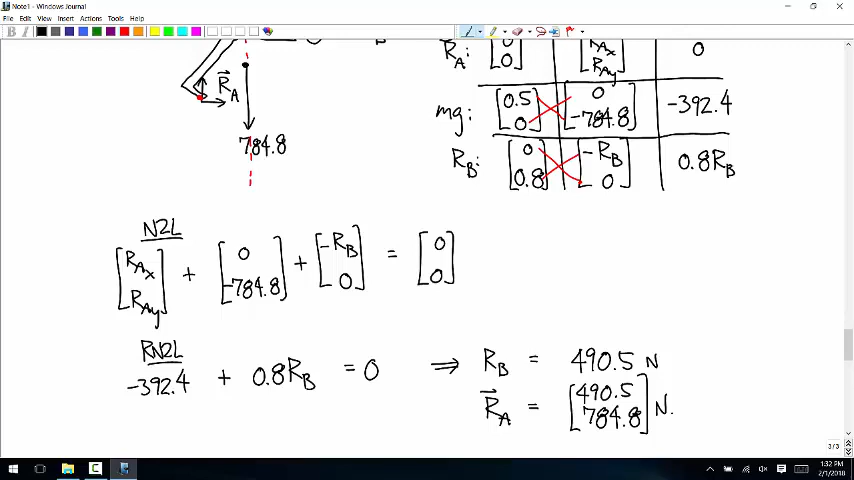 Note1 - Windows Journal
File Edit View Insert Actions Tools Help
B I
R_A: [0 0] [R_Ax R_Ay] 0
R_A
784.8
mg: [0.5 0] [0 -784.8] -392.4
R_B: [0 0.8] [-R_B 0] 0.8R_B
N2L
[R_Ax R_Ay] + [0 -784.8] + [-R_B 0] = [0 0]
RN2L
-392.4 + 0.8R_B = 0 ⇒ R_B = 490.5 N
R_A = [490.5 784.8] N.
3/3
1:32 PM
2/1/2018